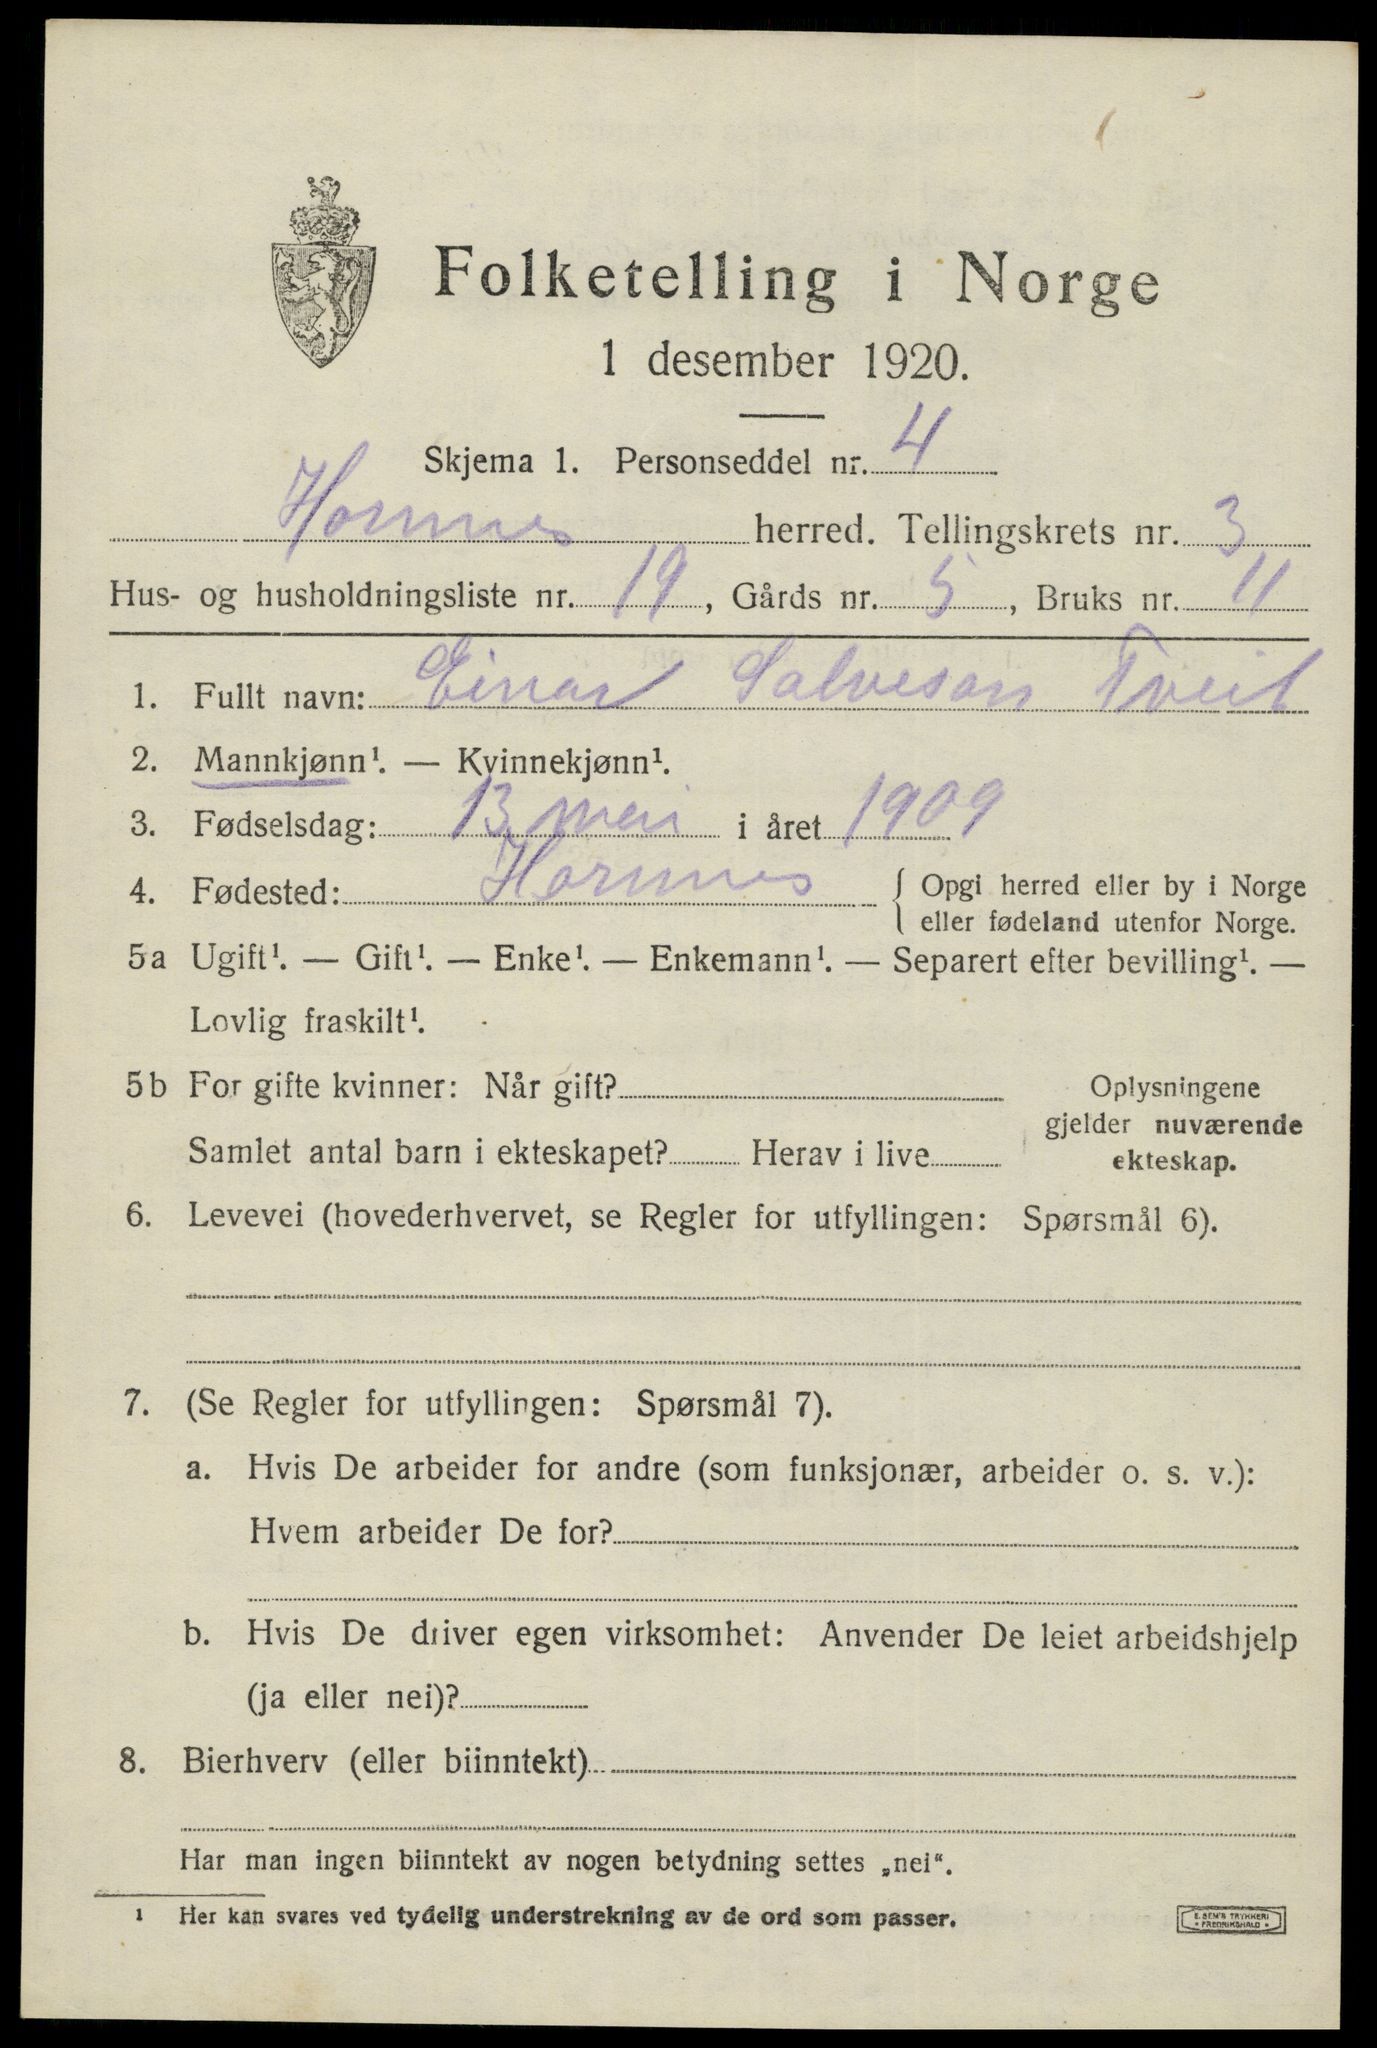 Folketelling i Norge
1 desember 1920.
Skjema 1. Personseddel nr. 4
Hornnes herred. Tellingskrets nr. 3
Hus- og husholdningsliste nr. 19, Gårds nr. 5, Bruks nr. 11
1. Fullt navn: Einar Salveson Tveit
2. Mannkjønn¹. — Kvinnekjønn¹.
3. Fødselsdag: 13 mai i året 1909
4. Fødested: Hornnes { Opgi herred eller by i Norge
eller fødeland utenfor Norge.
5a Ugift¹. — Gift¹. — Enke¹. — Enkemann¹. — Separert efter bevilling¹. —
Lovlig fraskilt¹.
5b For gifte kvinner: Når gift?
Samlet antal barn i ekteskapet? Herav i live
Oplysningene
gjelder nuværende
ekteskap.
6. Levevei (hovederhvervet, se Regler for utfyllingen: Spørsmål 6).
7. (Se Regler for utfyllingen: Spørsmål 7).
a. Hvis De arbeider for andre (som funksjonær, arbeider o. s. v.):
Hvem arbeider De for?
b. Hvis De driver egen virksomhet: Anvender De leiet arbeidshjelp
(ja eller nei)?
8. Bierhverv (eller biinntekt)
Har man ingen biinntekt av nogen betydning settes „nei“.
1 Her kan svares ved tydelig understrekning av de ord som passer.
E. SEM'S TRYKKERI
• FREDRIKSHALD •